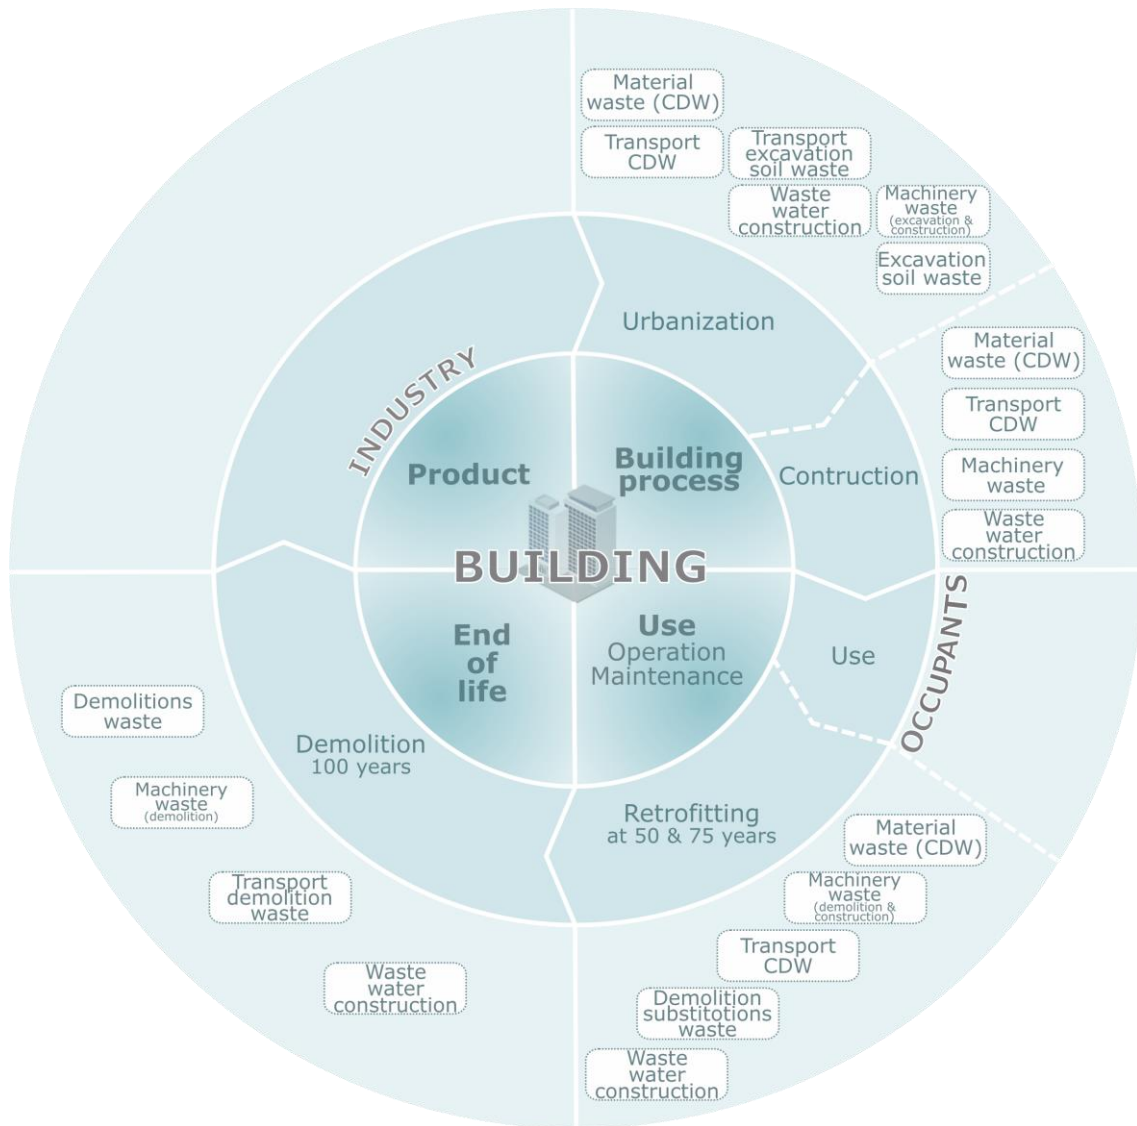 Material
waste (CDW)
Transport
CDW
Transport
excavation
soil waste
Waste
water
construction
Machinery
waste
(excavation &
construction)
Excavation
soil waste
Urbanization
Material
waste (CDW)
Transport
CDW
Machinery
waste
Waste
water
construction
Contruction
INDUSTRY
Product
Building
process
BUILDING
End
of
life
Use
Operation
Maintenance
Use
OCCUPANTS
Demolition
100 years
Retrofitting
at 50 & 75 years
Demolitions
waste
Machinery
waste
(demolition)
Transport
demolition
waste
Waste
water
construction
Material
waste (CDW)
Machinery
waste
(demolition &
construction)
Transport
CDW
Demolition
substitotions
waste
Waste
water
construction